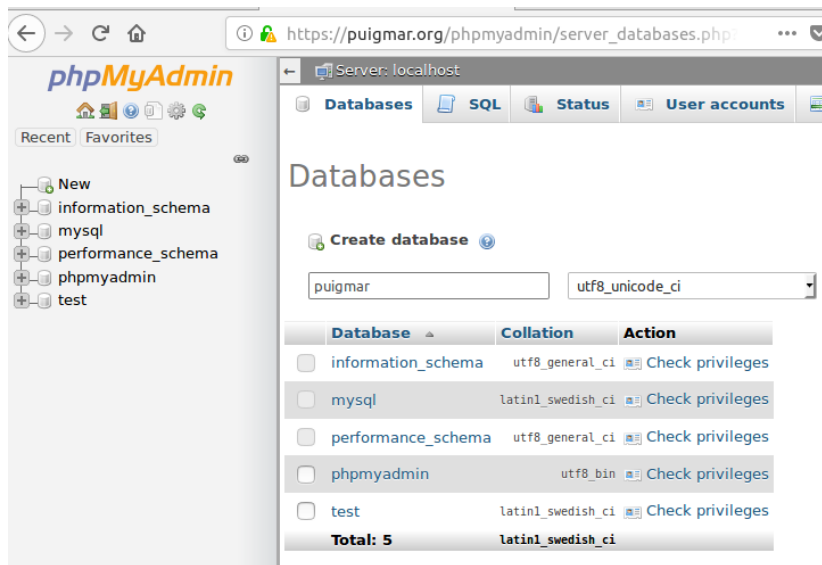 https://puigmar.org/phpmyadmin/server_databases.php
phpMyAdmin
Recent Favorites
New
information_schema
mysql
performance_schema
phpmyadmin
test
Server: localhost
Databases SQL Status User accounts
Databases
Create database
puigmar utf8_unicode_ci
Database Collation Action
information_schema utf8_general_ci Check privileges
mysql latin1_swedish_ci Check privileges
performance_schema utf8_general_ci Check privileges
phpmyadmin utf8_bin Check privileges
test latin1_swedish_ci Check privileges
Total: 5 latin1_swedish_ci